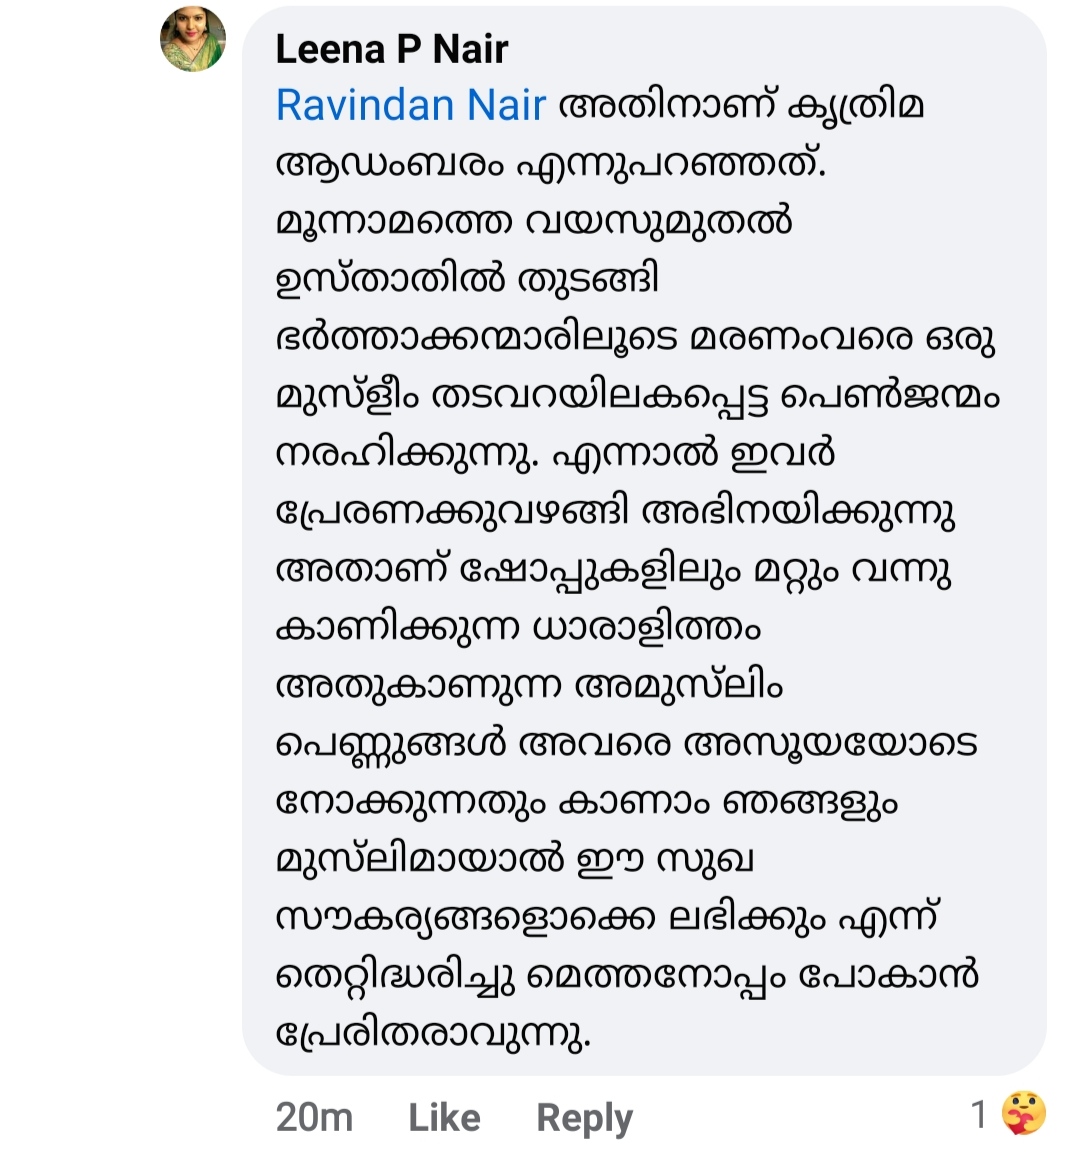 Leena P Nair
Ravindan Nair അതിനാണ് കൃത്രിമ
ആഡംബരം എന്നുപറഞ്ഞത്.
മൂന്നാമത്തെ വയസുമുതൽ
ഉസ്താതിൽ തുടങ്ങി
ഭർത്താക്കന്മാരിലൂടെ മരണംവരെ ഒരു
മുസ്ളീം തടവറയിലകപ്പെട്ട പെൺജന്മം
നരഹിക്കുന്നു. എന്നാൽ ഇവർ
പ്രേരണക്കുവഴങ്ങി അഭിനയിക്കുന്നു
അതാണ് ഷോപ്പുകളിലും മറ്റും വന്നു
കാണിക്കുന്ന ധാരാളിത്തം
അതുകാണുന്ന അമുസ്‌ലിം
പെണ്ണുങ്ങൾ അവരെ അസൂയയോടെ
നോക്കുന്നതും കാണാം ഞങ്ങളും
മുസ്‌ലിമായാൽ ഈ സുഖ
സൗകര്യങ്ങളൊക്കെ ലഭിക്കും എന്ന്
തെറ്റിദ്ധരിച്ചു മെത്തനോപ്പം പോകാൻ
പ്രേരിതരാവുന്നു.
20m Like Reply 1